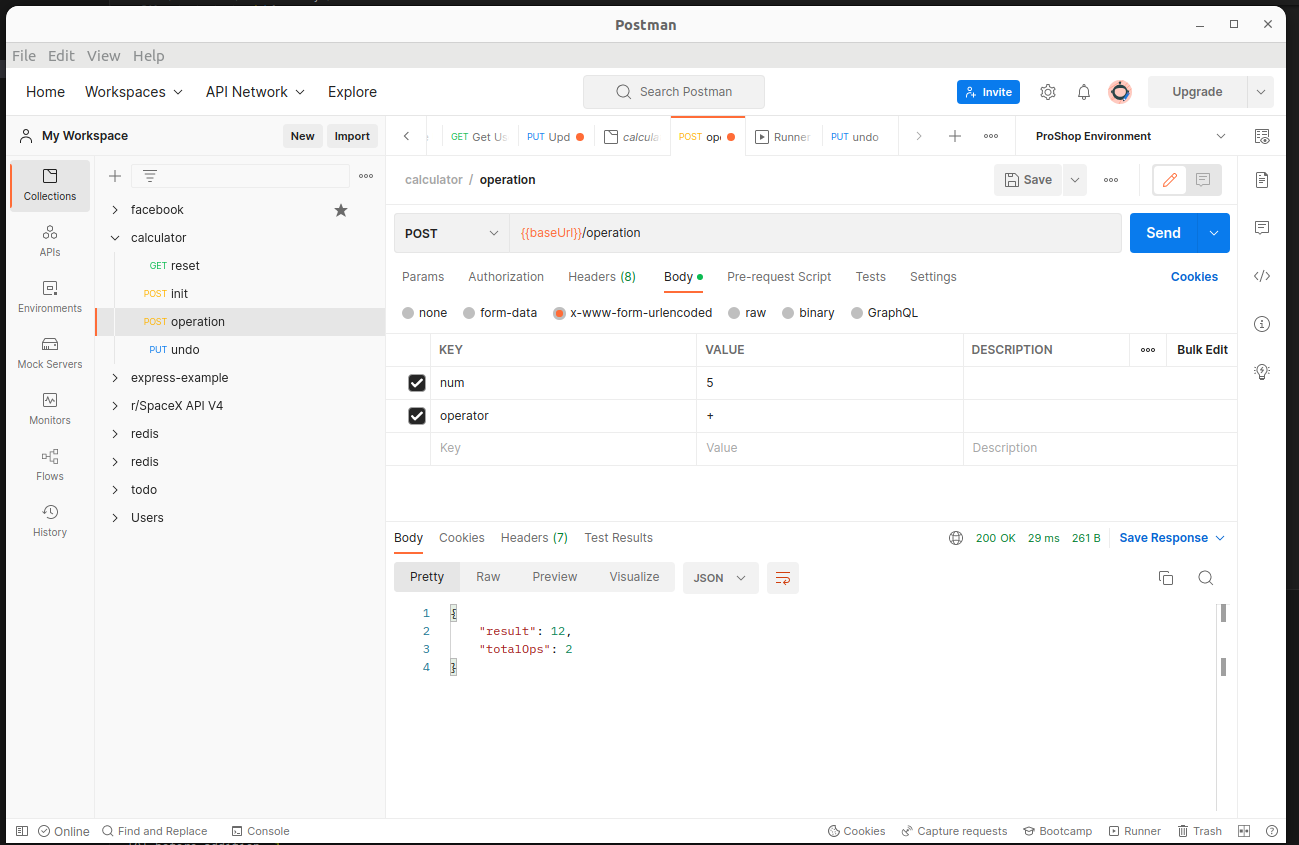 Postman
File Edit View Help
Home Workspaces API Network Explore Search Postman Invite Upgrade
My Workspace New Import
GET Get Us PUT Upd calcula POST ope Runner PUT undo ProShop Environment
Collections
APIs
Environments
Mock Servers
Monitors
Flows
History
facebook
calculator
GET reset
POST init
POST operation
PUT undo
express-example
r/SpaceX API V4
redis
redis
todo
Users
calculator / operation Save
POST {{baseUrl}}/operation Send
Params Authorization Headers (8) Body Pre-request Script Tests Settings Cookies
none form-data x-www-form-urlencoded raw binary GraphQL
KEY VALUE DESCRIPTION Bulk Edit
num 5
operator +
Key Value Description
Body Cookies Headers (7) Test Results 200 OK 29 ms 261 B Save Response
Pretty Raw Preview Visualize JSON
1 {
2 "result": 12,
3 "totalOps": 2
4 }
Online Find and Replace Console Cookies Capture requests Bootcamp Runner Trash